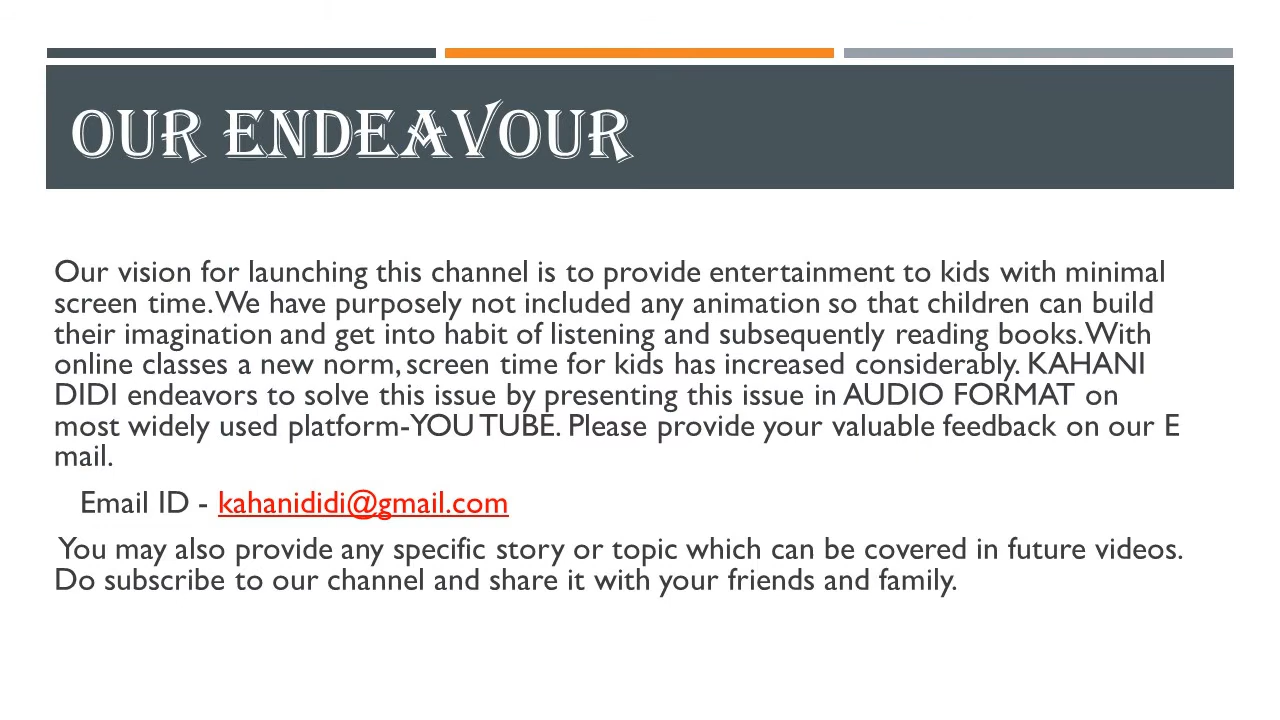 OUR ENDEAVOUR
Our vision for launching this channel is to provide entertainment to kids with minimal
screen time. We have purposely not included any animation so that children can build
their imagination and get into habit of listening and subsequently reading books. With
online classes a new norm, screen time for kids has increased considerably. KAHANI
DIDI endeavors to solve this issue by presenting this issue in AUDIO FORMAT on
most widely used platform-YOU TUBE. Please provide your valuable feedback on our E
mail.
Email ID - kahanididi@gmail.com
You may also provide any specific story or topic which can be covered in future videos.
Do subscribe to our channel and share it with your friends and family.